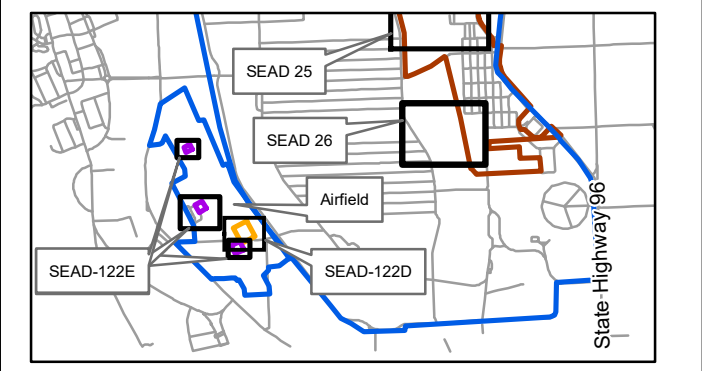 SEAD 25
SEAD 26
Airfield
SEAD-122E
SEAD-122D
State-Highway-96